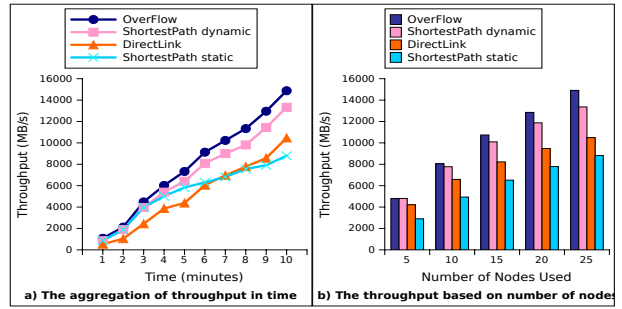 OverFlow
ShortestPath dynamic
DirectLink
ShortestPath static
Throughput (MB/s)
16000
14000
12000
10000
8000
6000
4000
2000
0
1 2 3 4 5 6 7 8 9 10
Time (minutes)
a) The aggregation of throughput in time
OverFlow
ShortestPath dynamic
DirectLink
ShortestPath static
Throughput (MB/s)
16000
14000
12000
10000
8000
6000
4000
2000
0
5 10 15 20 25
Number of Nodes Used
b) The throughput based on number of nodes